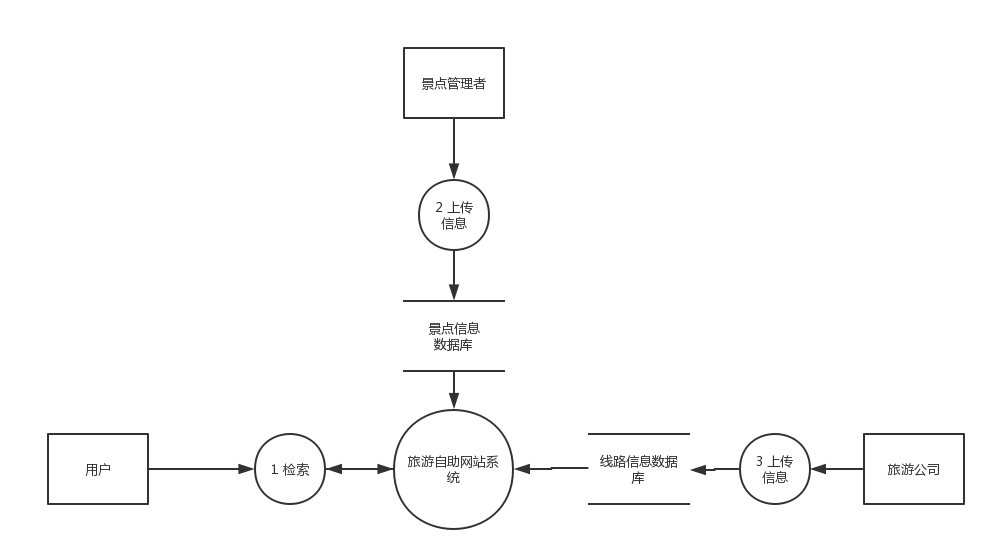 景点管理者
2 上传
信息
景点信息
数据库
用户
1 检索
旅游自助网站系
统
线路信息数据
库
3 上传
信息
旅游公司